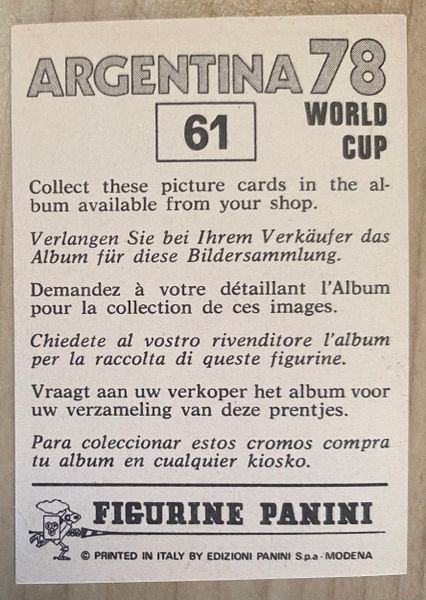 ARGENTINA 78
61
WORLD
CUP
Collect these picture cards in the al-
bum available from your shop.
Verlangen Sie bei Ihrem Verkäufer das
Album für diese Bildersammlung.
Demandez à votre détaillant l'Album
pour la collection de ces images.
Chiedete al vostro rivenditore l'album
per la raccolta di queste figurine.
Vraagt aan uw verkoper het album voor
uw verzameling van deze prentjes.
Para coleccionar estos cromos compra
tu album en cualquier kiosko.
FIGURINE PANINI
© PRINTED IN ITALY BY EDIZIONI PANINI S.p.a - MODENA